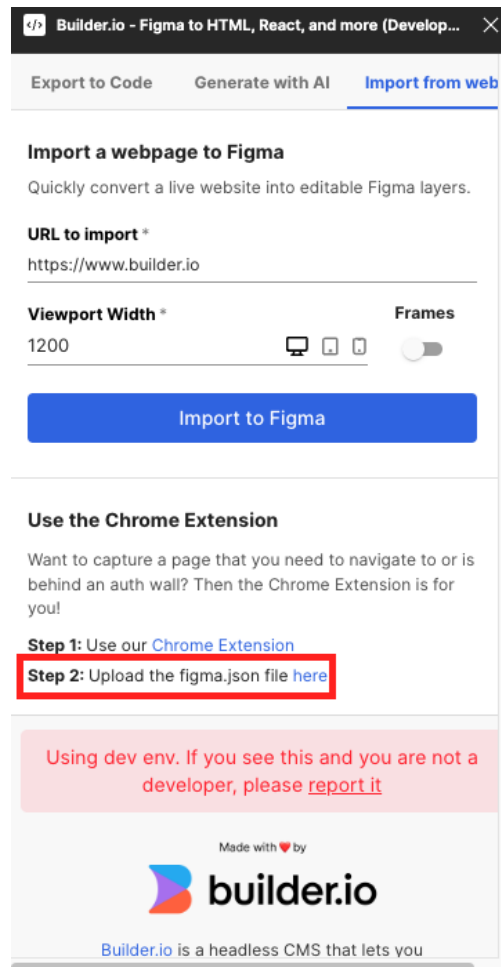 Builder.io - Figma to HTML, React, and more (Develop...
Export to Code Generate with AI Import from web
Import a webpage to Figma
Quickly convert a live website into editable Figma layers.
URL to import *
https://www.builder.io
Viewport Width * Frames
1200
Import to Figma
Use the Chrome Extension
Want to capture a page that you need to navigate to or is
behind an auth wall? Then the Chrome Extension is for
you!
Step 1: Use our Chrome Extension
Step 2: Upload the figma.json file here
Using dev env. If you see this and you are not a
developer, please report it
Made with ❤️ by
builder.io
Builder.io is a headless CMS that lets you